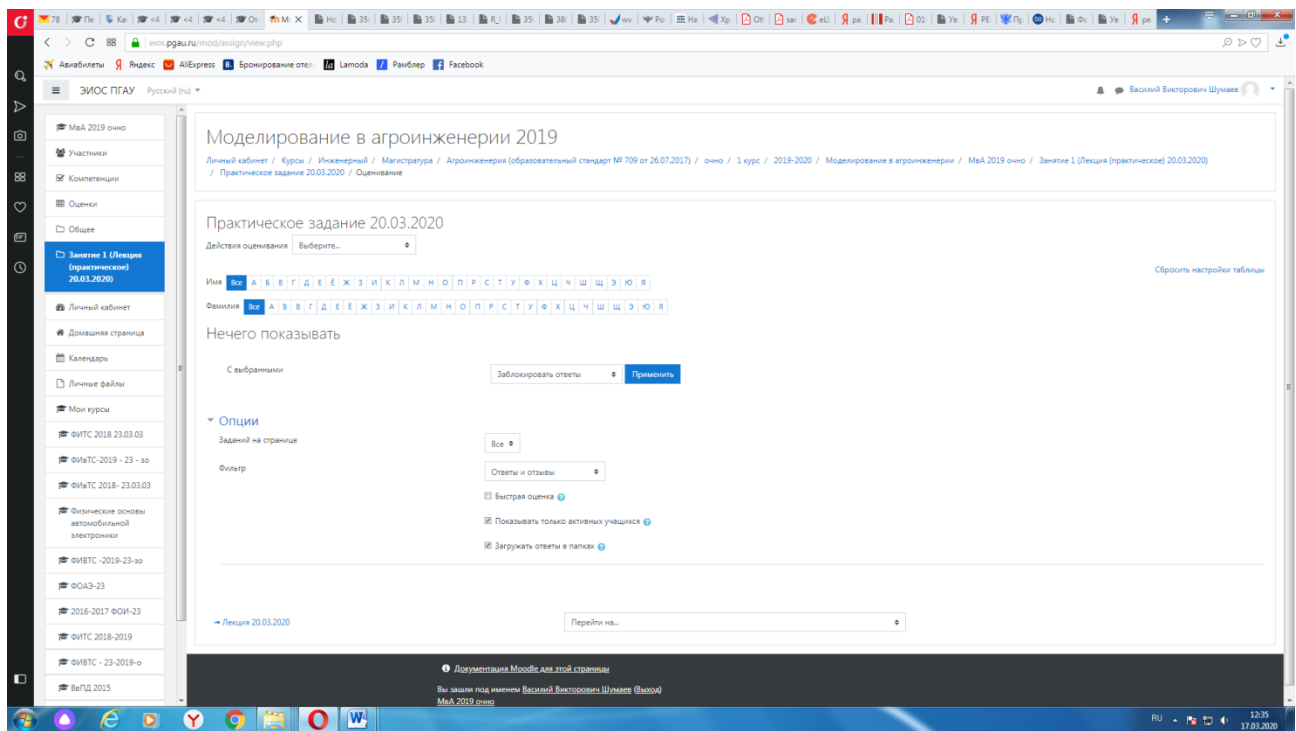 eios.pgau.ru/mod/assign/view.php
Авиабилеты Яндекс AliExpress Бронирование отел Lamoda Рамблер Facebook
ЭИОС ПГАУ Русский (ru)
Василий Викторович Шумаев
МвА 2019 очно
Участники
Компетенции
Оценки
Общее
Занятие 1 (Лекция
(практическое)
20.03.2020)
Личный кабинет
Домашняя страница
Календарь
Личные файлы
Мои курсы
ФИТС 2018 23.03.03
ФИвТС-2019 - 23 - зо
ФИвТС 2018- 23.03.03
Физические основы
автомобильной
электроники
ФИВТС -2019-23-зо
ФОАЭ-23
2016-2017 ФОИ-23
ФИТС 2018-2019
ФИВТС - 23-2019-о
ВвПД 2015
Моделирование в агроинженерии 2019
Личный кабинет / Курсы / Инженерный / Магистратура / Агроинженерия (образовательный стандарт № 709 от 26.07.2017) / очно / 1 курс / 2019-2020 / Моделирование в агроинженерии / МвА 2019 очно / Занятие 1 (Лекция (практическое) 20.03.2020)
/ Практическое задание 20.03.2020 / Оценивание
Практическое задание 20.03.2020
Действия оценивания Выберите...
Сбросить настройки таблицы
Имя Все А Б В Г Д Е Ё Ж З И К Л М Н О П Р С Т У Ф Х Ц Ч Ш Щ Э Ю Я
Фамилия Все А Б В Г Д Е Ё Ж З И К Л М Н О П Р С Т У Ф Х Ц Ч Ш Щ Э Ю Я
Нечего показывать
С выбранными Заблокировать ответы Применить
Опции
Заданий на странице Все
Фильтр Ответы и отзывы
Быстрая оценка
Показывать только активных учащихся
Загружать ответы в папках
→ Лекция 20.03.2020 Перейти на...
Документация Moodle для этой страницы
Вы зашли под именем Василий Викторович Шумаев (Выход)
МвА 2019 очно
RU 12:35
17.03.2020